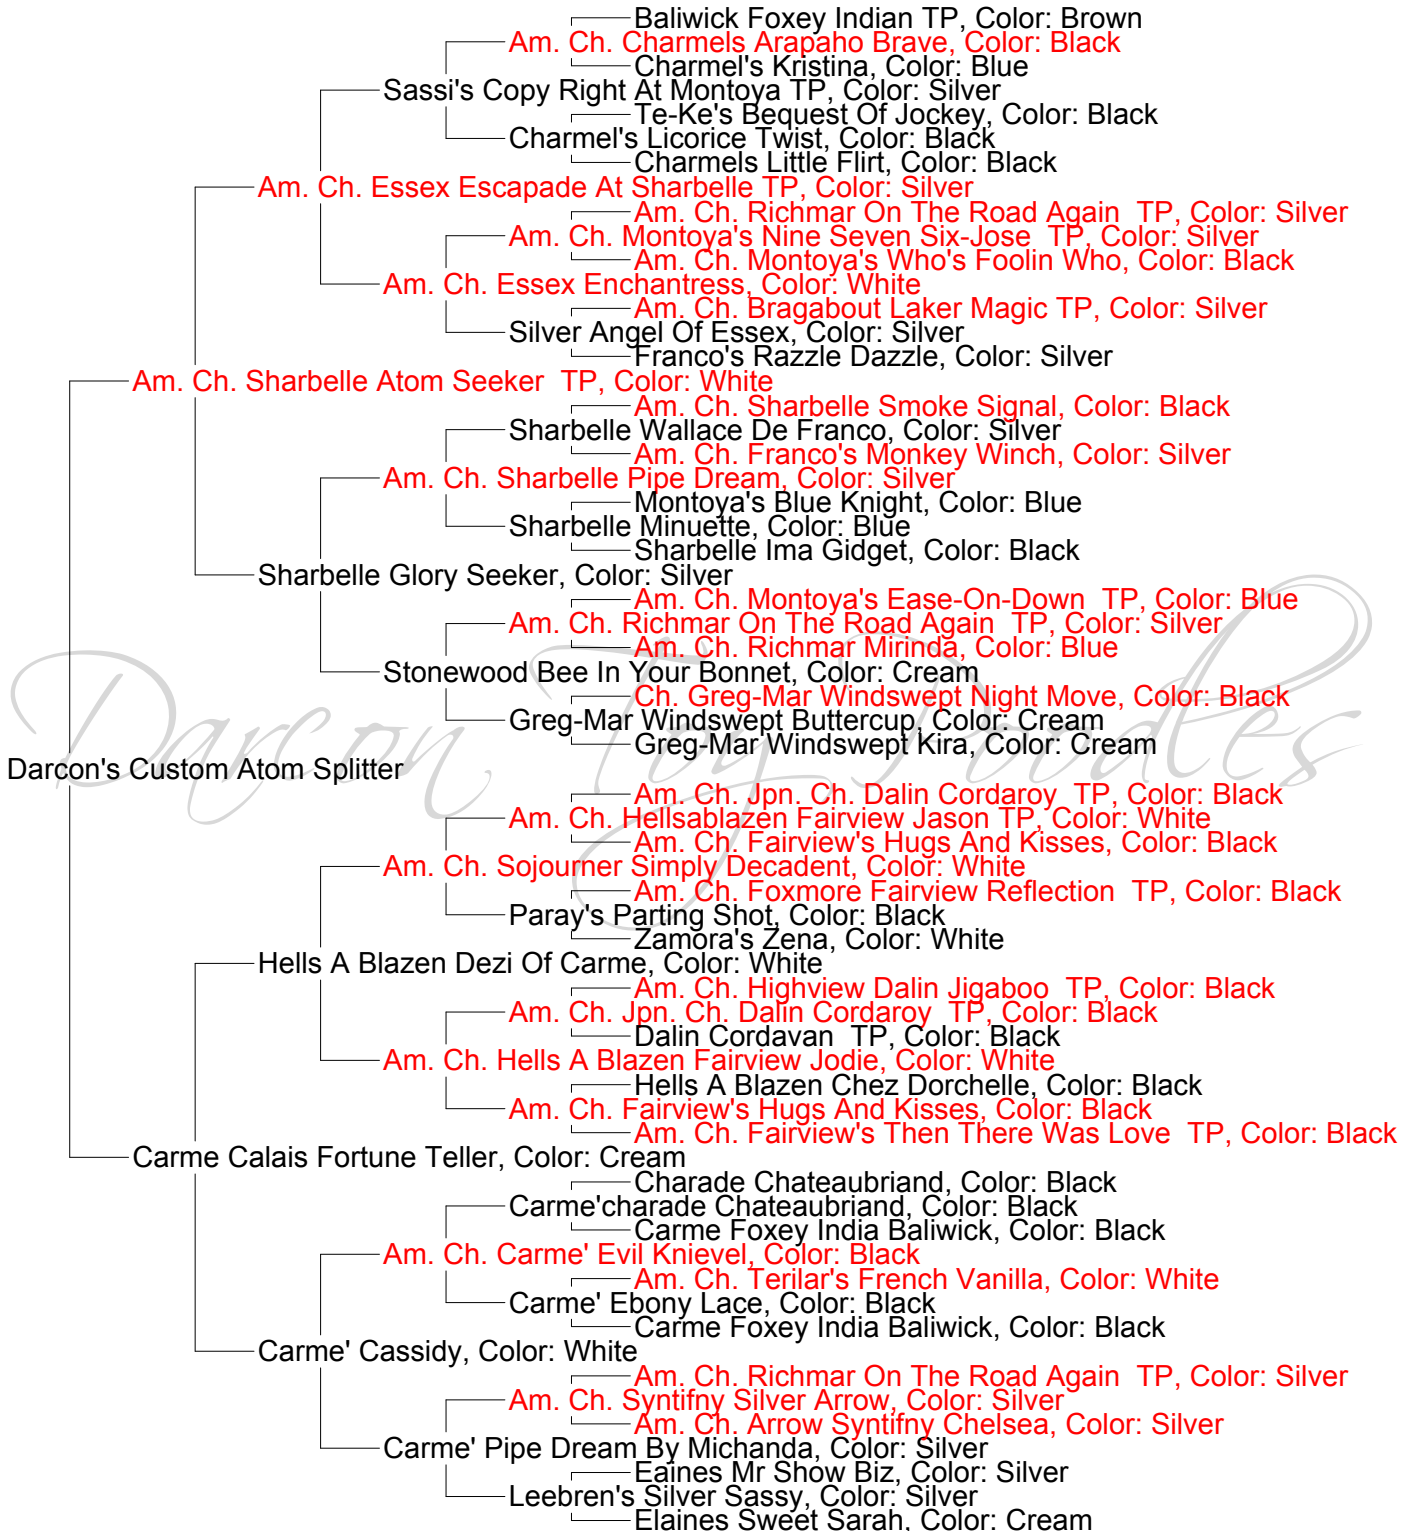 Baliwick Foxey Indian TP, Color: Brown
Am. Ch. Charmels Arapaho Brave, Color: Black
Charmel's Kristina, Color: Blue
Sassi's Copy Right At Montoya TP, Color: Silver
Te-Ke's Bequest Of Jockey, Color: Black
Charmel's Licorice Twist, Color: Black
Charmels Little Flirt, Color: Black
Am. Ch. Essex Escapade At Sharbelle TP, Color: Silver
Am. Ch. Richmar On The Road Again  TP, Color: Silver
Am. Ch. Montoya's Nine Seven Six-Jose  TP, Color: Silver
Am. Ch. Montoya's Who's Foolin Who, Color: Black
Am. Ch. Essex Enchantress, Color: White
Am. Ch. Bragabout Laker Magic TP, Color: Silver
Silver Angel Of Essex, Color: Silver
Franco's Razzle Dazzle, Color: Silver
Am. Ch. Sharbelle Atom Seeker  TP, Color: White
Am. Ch. Sharbelle Smoke Signal, Color: Black
Sharbelle Wallace De Franco, Color: Silver
Am. Ch. Franco's Monkey Winch, Color: Silver
Am. Ch. Sharbelle Pipe Dream, Color: Silver
Montoya's Blue Knight, Color: Blue
Sharbelle Minuette, Color: Blue
Sharbelle Ima Gidget, Color: Black
Sharbelle Glory Seeker, Color: Silver
Am. Ch. Montoya's Ease-On-Down  TP, Color: Blue
Am. Ch. Richmar On The Road Again  TP, Color: Silver
Am. Ch. Richmar Mirinda, Color: Blue
Stonewood Bee In Your Bonnet, Color: Cream
Ch. Greg-Mar Windswept Night Move, Color: Black
Greg-Mar Windswept Buttercup, Color: Cream
Greg-Mar Windswept Kira, Color: Cream
Darcon Toy Poodles
Darcon's Custom Atom Splitter
Am. Ch. Jpn. Ch. Dalin Cordaroy  TP, Color: Black
Am. Ch. Hellsablazen Fairview Jason TP, Color: White
Am. Ch. Fairview's Hugs And Kisses, Color: Black
Am. Ch. Sojourner Simply Decadent, Color: White
Am. Ch. Foxmore Fairview Reflection  TP, Color: Black
Paray's Parting Shot, Color: Black
Zamora's Zena, Color: White
Hells A Blazen Dezi Of Carme, Color: White
Am. Ch. Highview Dalin Jigaboo  TP, Color: Black
Am. Ch. Jpn. Ch. Dalin Cordaroy  TP, Color: Black
Dalin Cordavan  TP, Color: Black
Am. Ch. Hells A Blazen Fairview Jodie, Color: White
Hells A Blazen Chez Dorchelle, Color: Black
Am. Ch. Fairview's Hugs And Kisses, Color: Black
Am. Ch. Fairview's Then There Was Love  TP, Color: Black
Carme Calais Fortune Teller, Color: Cream
Charade Chateaubriand, Color: Black
Carme'charade Chateaubriand, Color: Black
Carme Foxey India Baliwick, Color: Black
Am. Ch. Carme' Evil Knievel, Color: Black
Am. Ch. Terilar's French Vanilla, Color: White
Carme' Ebony Lace, Color: Black
Carme Foxey India Baliwick, Color: Black
Carme' Cassidy, Color: White
Am. Ch. Richmar On The Road Again  TP, Color: Silver
Am. Ch. Syntifny Silver Arrow, Color: Silver
Am. Ch. Arrow Syntifny Chelsea, Color: Silver
Carme' Pipe Dream By Michanda, Color: Silver
Eaines Mr Show Biz, Color: Silver
Leebren's Silver Sassy, Color: Silver
Elaines Sweet Sarah, Color: Cream